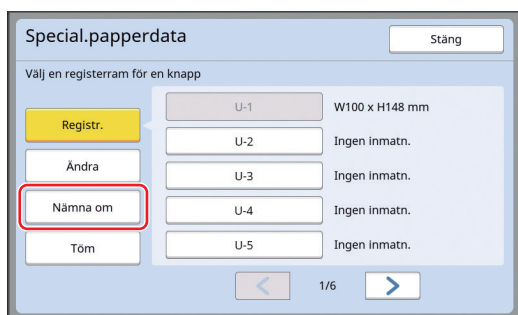 Special.papperdata
Stäng
Välj en registerram för en knapp
Registr.
Ändra
Nämna om
Töm
U-1 W100 x H148 mm
U-2 Ingen inmatn.
U-3 Ingen inmatn.
U-4 Ingen inmatn.
U-5 Ingen inmatn.
1/6